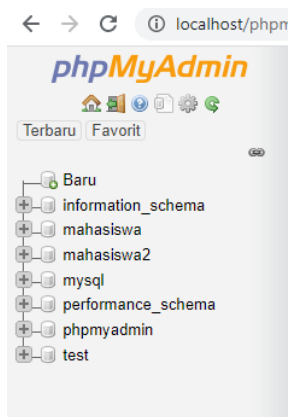 localhost/phpm
phpMyAdmin
Terbaru Favorit
Baru
information_schema
mahasiswa
mahasiswa2
mysql
performance_schema
phpmyadmin
test